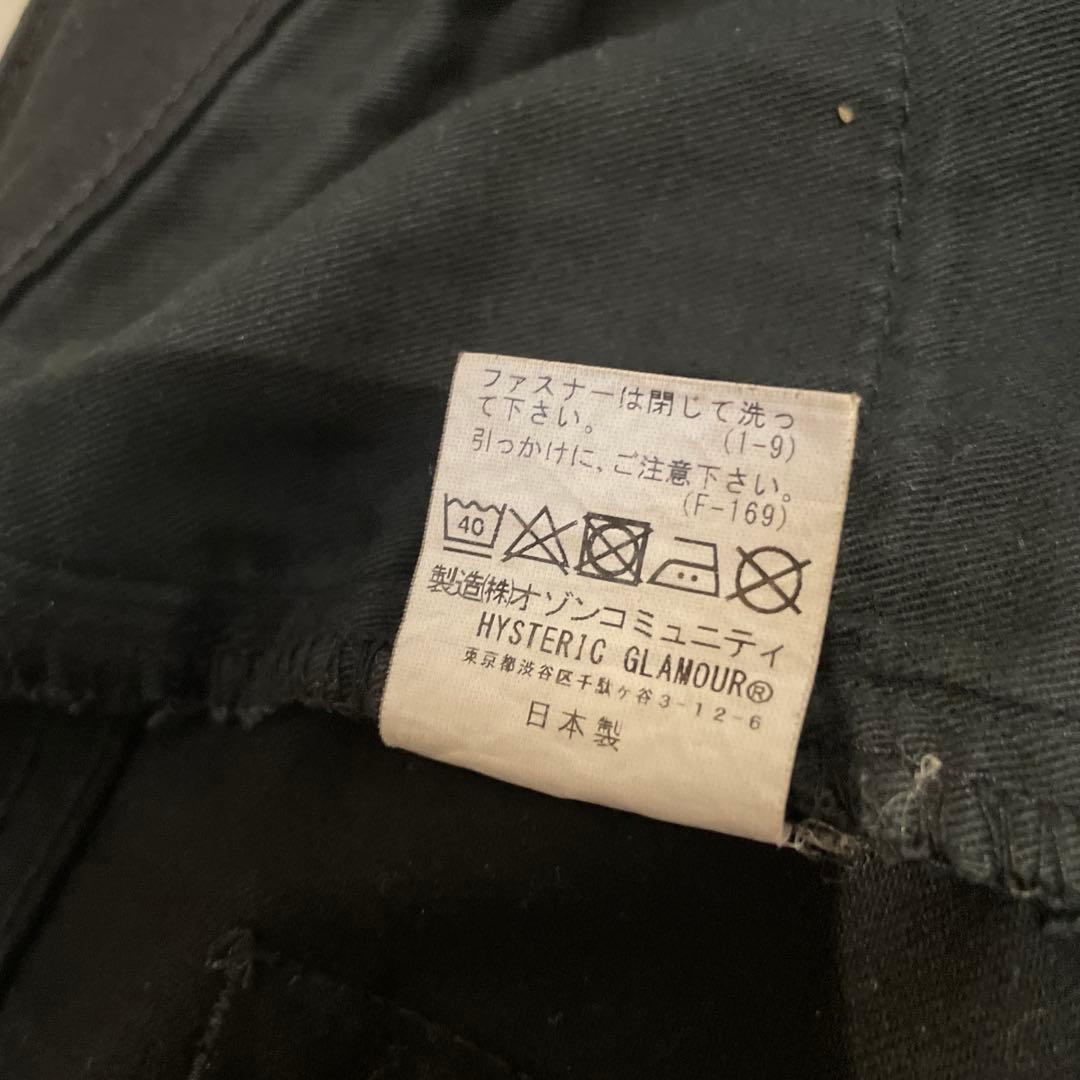 ファスナーは閉じて洗っ
て下さい。 (1-9)
引っかけに、ご注意下さい。
(F-169)
40
製造(株)オゾンコミュニティ
HYSTERIC GLAMOUR®
東京都渋谷区千駄ヶ谷3-12-6
日本製